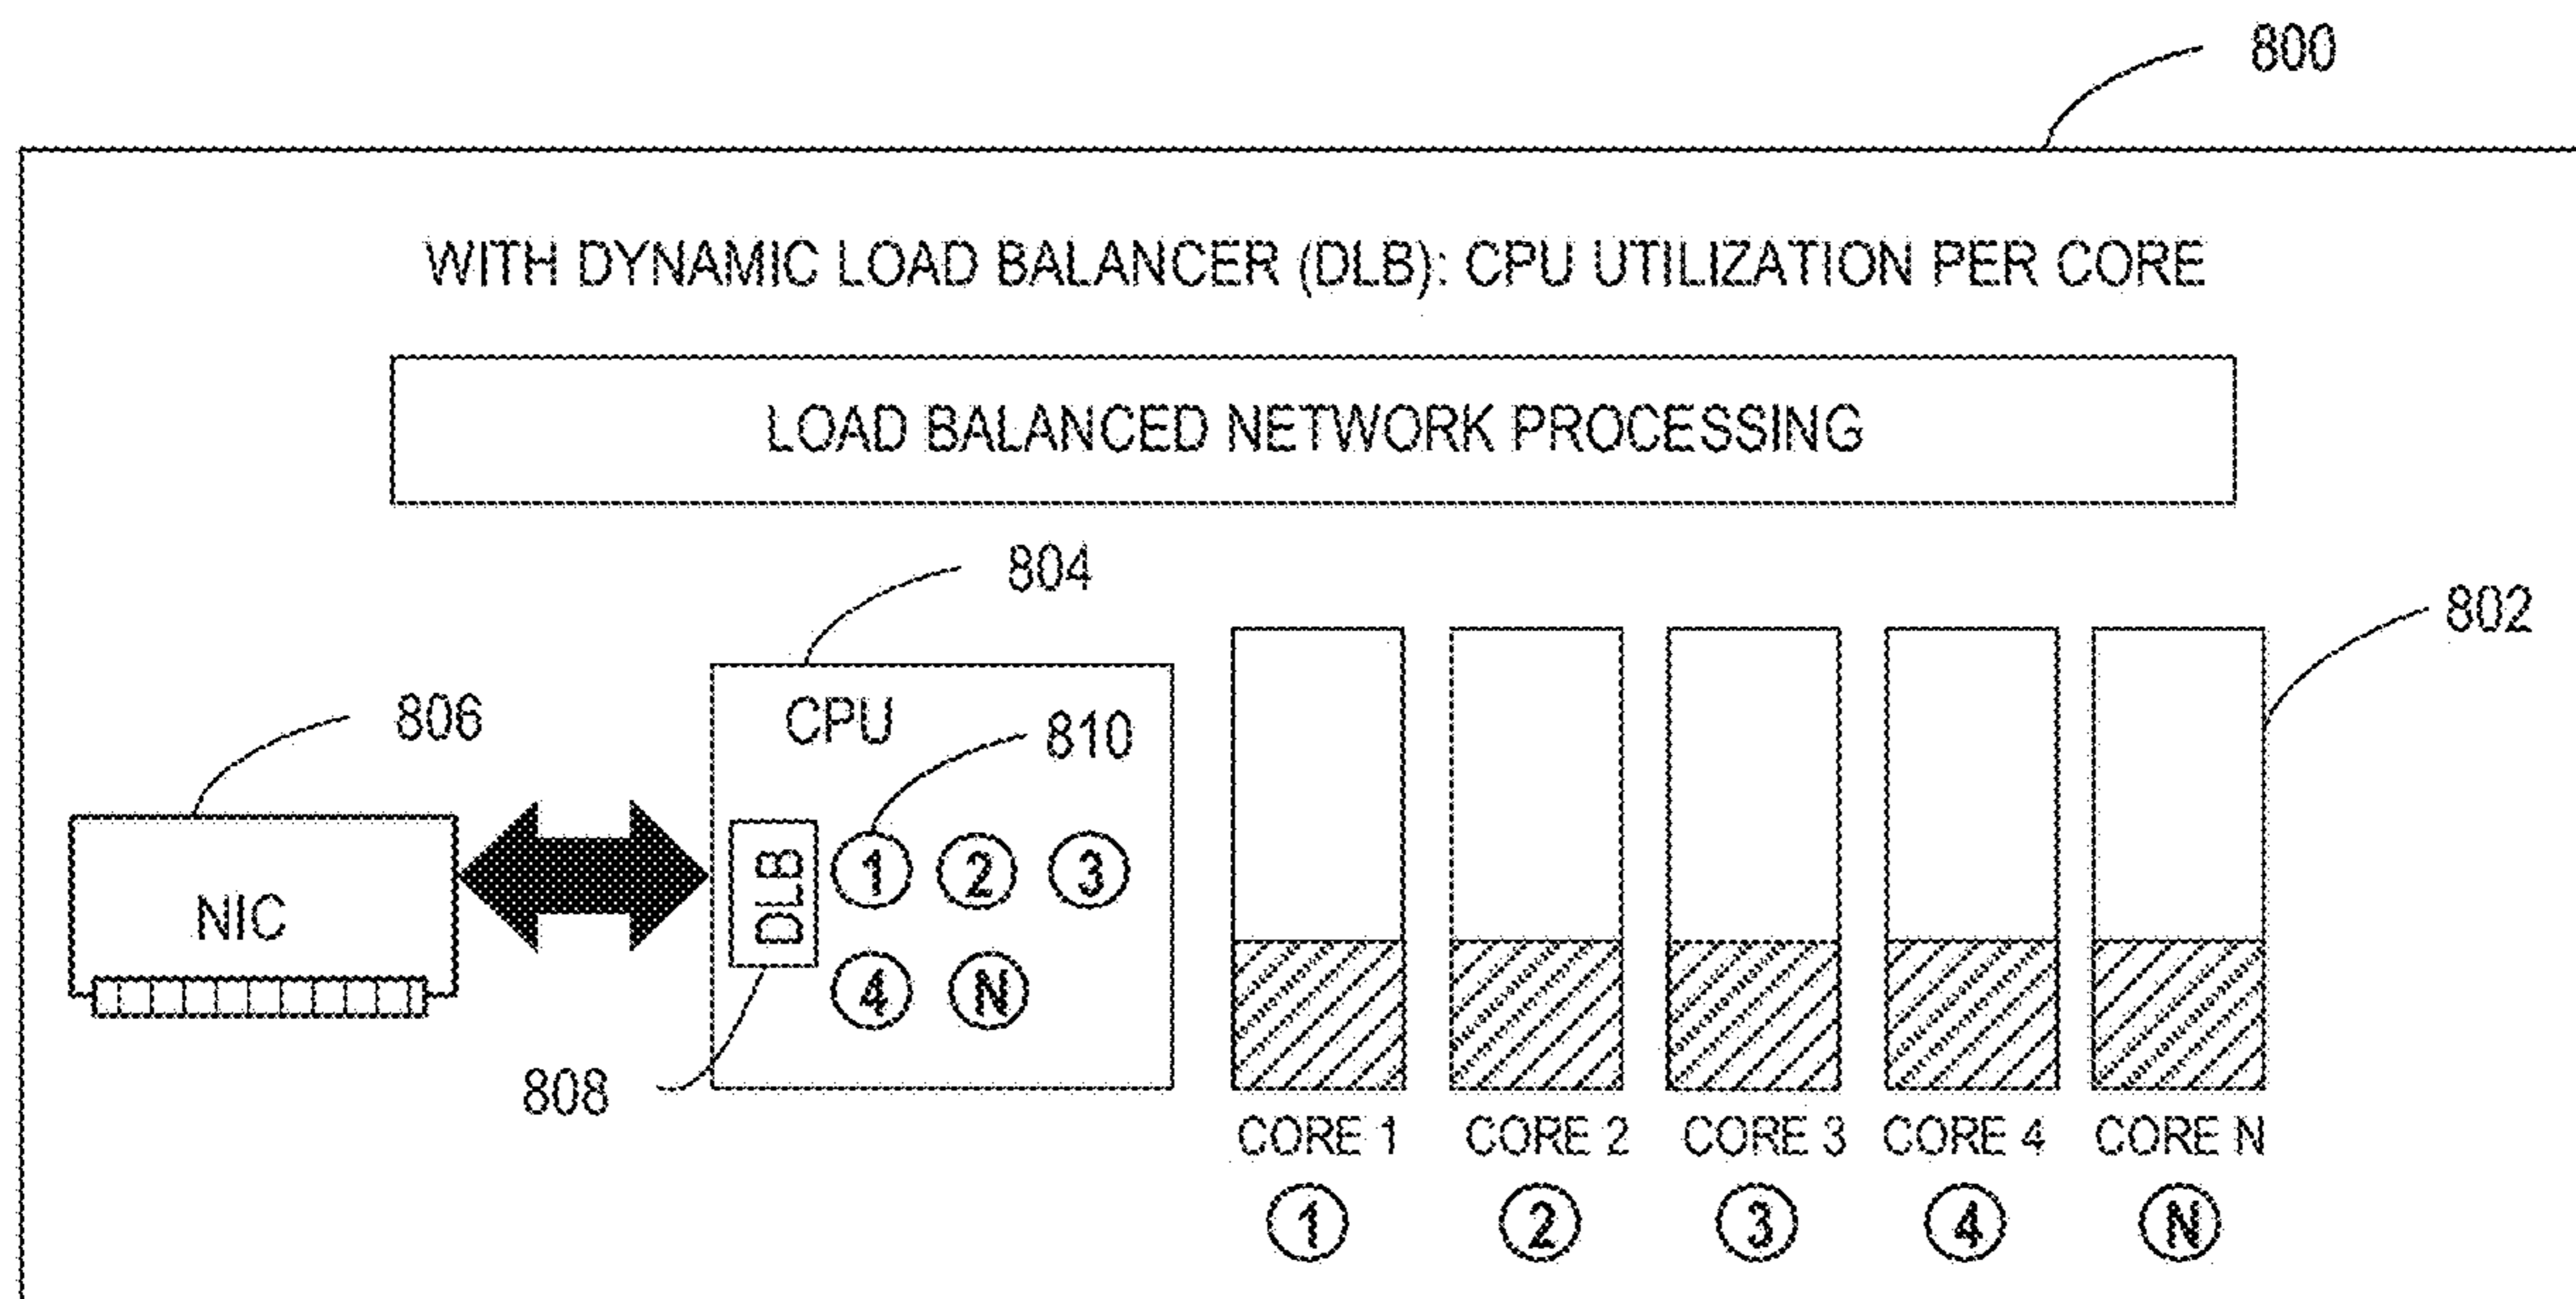 800
WITH DYNAMIC LOAD BALANCER (DLB): CPU UTILIZATION PER CORE
LOAD BALANCED NETWORK PROCESSING
804
802
806
CPU
810
NIC
DLB
1 2 3
4 N
808
CORE 1 CORE 2 CORE 3 CORE 4 CORE N
1 2 3 4 N